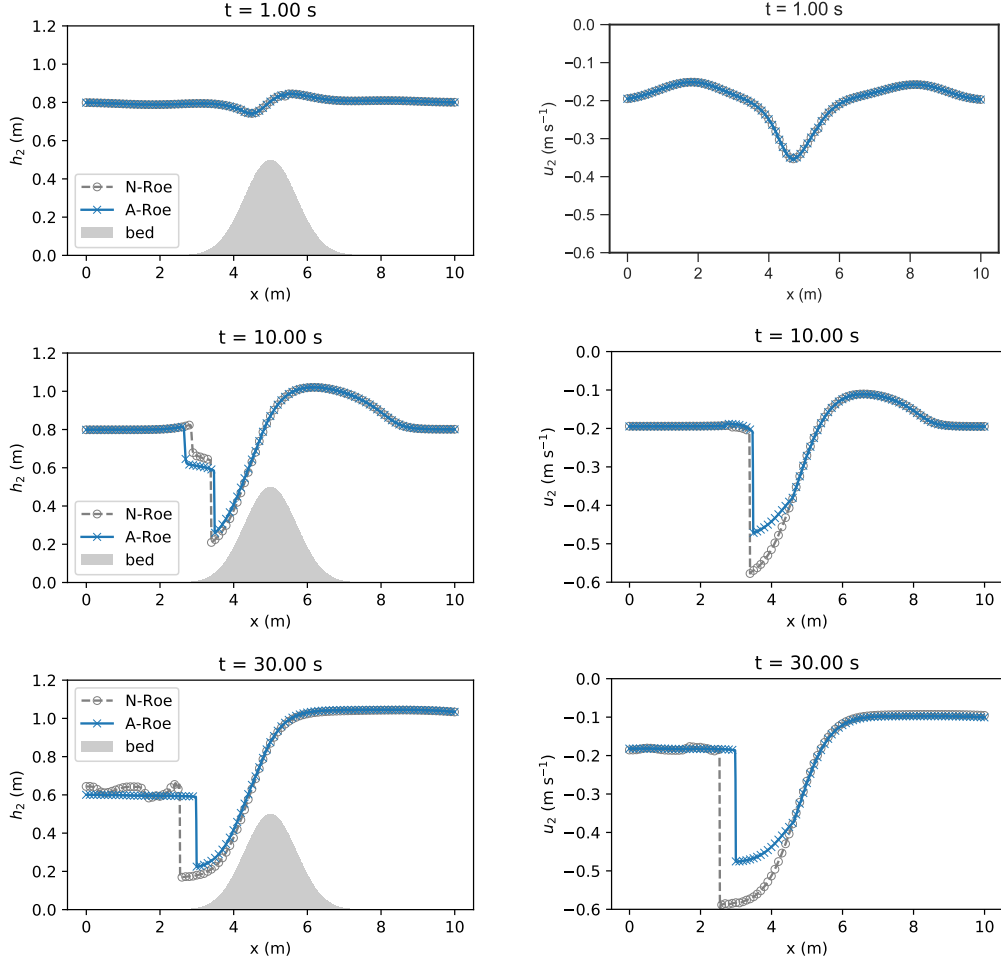 t = 1.00 s
1.2
1.0
0.8
0.6
0.4
0.2
0.0
h₂ (m)
N-Roe
A-Roe
bed
0 2 4 6 8 10
x (m)
t = 1.00 s
0.0
−0.1
−0.2
−0.3
−0.4
−0.5
−0.6
u₂ (m s⁻¹)
0 2 4 6 8 10
x (m)
t = 10.00 s
1.2
1.0
0.8
0.6
0.4
0.2
0.0
h₂ (m)
N-Roe
A-Roe
bed
0 2 4 6 8 10
x (m)
t = 10.00 s
0.0
−0.1
−0.2
−0.3
−0.4
−0.5
−0.6
u₂ (m s⁻¹)
0 2 4 6 8 10
x (m)
t = 30.00 s
1.2
1.0
0.8
0.6
0.4
0.2
0.0
h₂ (m)
N-Roe
A-Roe
bed
0 2 4 6 8 10
x (m)
t = 30.00 s
0.0
−0.1
−0.2
−0.3
−0.4
−0.5
−0.6
u₂ (m s⁻¹)
0 2 4 6 8 10
x (m)